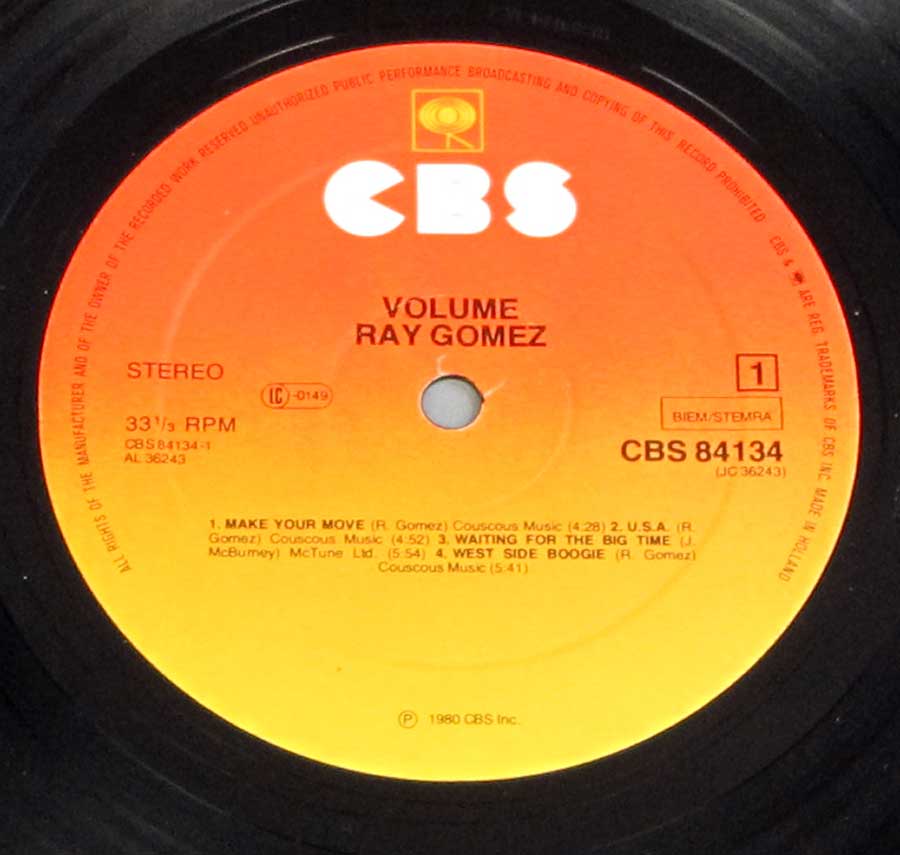 ALL RIGHTS OF THE MANUFACTURER AND OF THE OWNER OF THE RECORDED WORK RESERVED UNAUTHORIZED PUBLIC PERFORMANCE BROADCASTING AND COPYING OF THIS RECORD PROHIBITED
CBS & ARE REG. TRADEMARKS OF CBS INC. MADE IN HOLLAND
CBS
VOLUME
RAY GOMEZ
STEREO
LC-0149
1
33 1/3 RPM
BIEM/STEMRA
CBS 84134-1
CBS 84134
AL 36243
(JC 36243)
1. MAKE YOUR MOVE (R. Gomez) Couscous Music (4:28) 2. U.S.A. (R.
Gomez) Couscous Music (4:52) 3. WAITING FOR THE BIG TIME (J.
McBurney) McTune Ltd. (5:54) 4. WEST SIDE BOOGIE (R. Gomez)
Couscous Music (5:41)
Ⓟ 1980 CBS Inc.